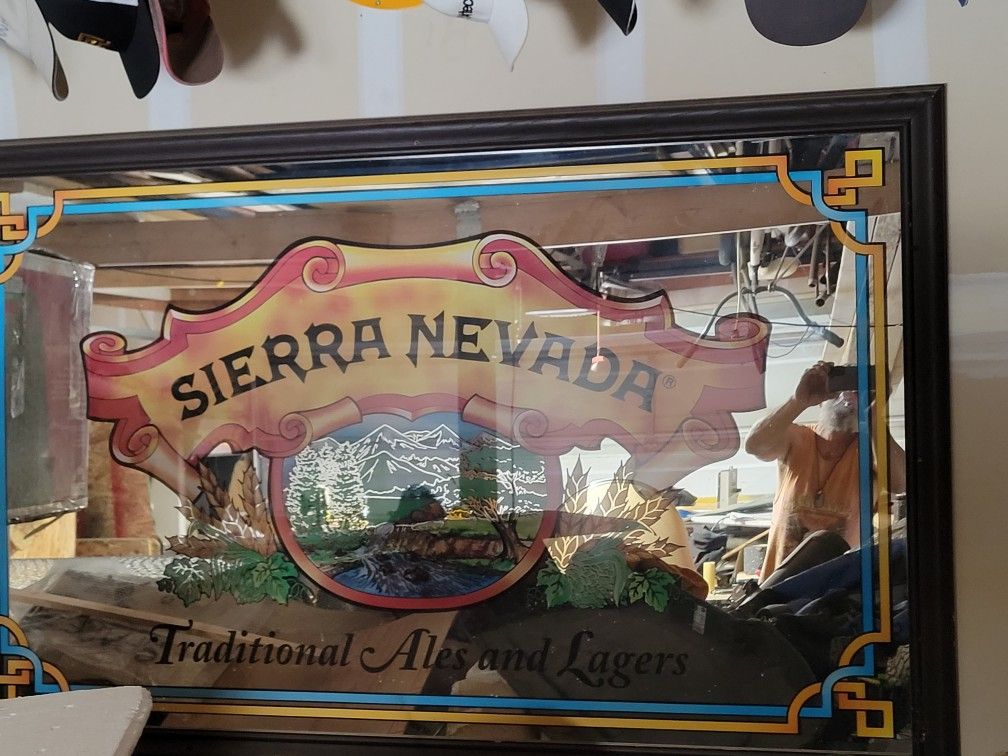 SIERRA NEVADA®
Traditional Ales and Lagers